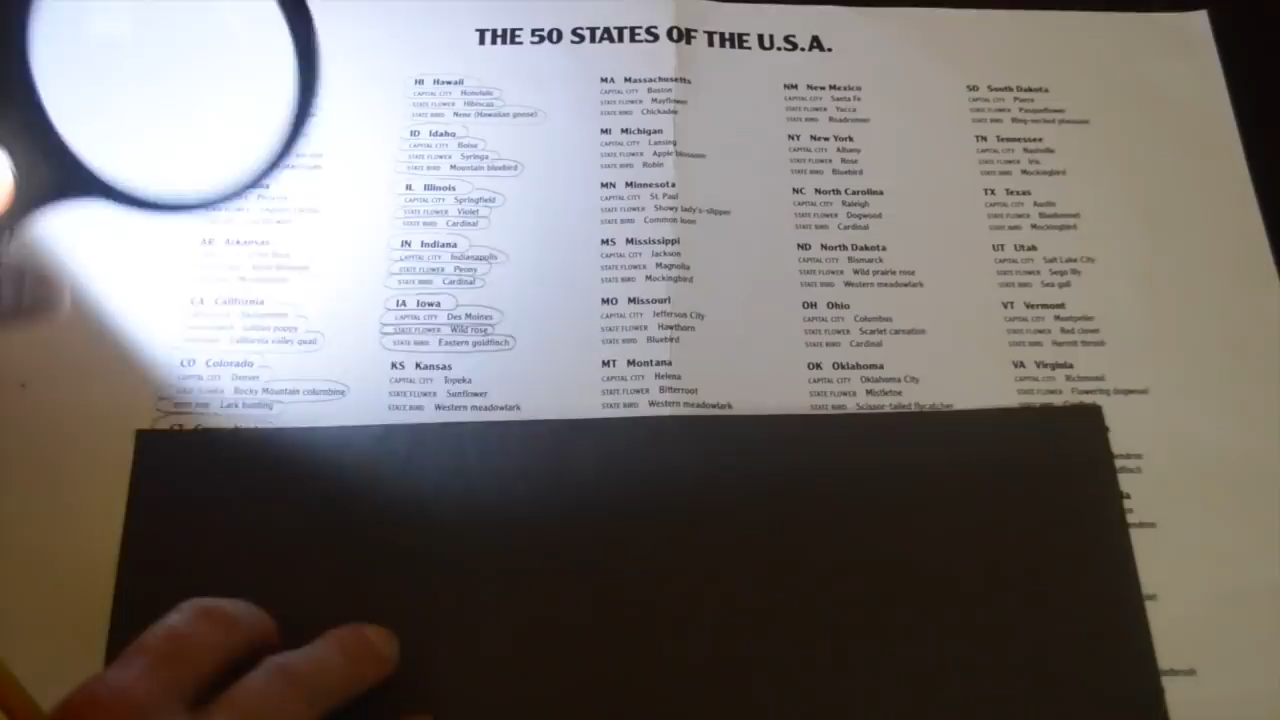 THE 50 STATES OF THE U.S.A.
AR Arkansas
CA California
California valley quail
CO Colorado
CAPITAL CITY Denver
Rocky Mountain columbine
Lark bunting
HI Hawaii
CAPITAL CITY Honolulu
STATE FLOWER Hibiscus
STATE BIRD Nene (Hawaiian goose)
ID Idaho
CAPITAL CITY Boise
STATE FLOWER Syringa
STATE BIRD Mountain bluebird
IL Illinois
CAPITAL CITY Springfield
STATE FLOWER Violet
STATE BIRD Cardinal
IN Indiana
CAPITAL CITY Indianapolis
STATE FLOWER Peony
STATE BIRD Cardinal
IA Iowa
CAPITAL CITY Des Moines
STATE FLOWER Wild rose
STATE BIRD Eastern goldfinch
KS Kansas
CAPITAL CITY Topeka
STATE FLOWER Sunflower
STATE BIRD Western meadowlark
MA Massachusetts
CAPITAL CITY Boston
STATE FLOWER Mayflower
STATE BIRD Chickadee
MI Michigan
CAPITAL CITY Lansing
STATE FLOWER Apple blossom
STATE BIRD Robin
MN Minnesota
CAPITAL CITY St. Paul
STATE FLOWER Showy lady's-slipper
STATE BIRD Common loon
MS Mississippi
CAPITAL CITY Jackson
STATE FLOWER Magnolia
STATE BIRD Mockingbird
MO Missouri
CAPITAL CITY Jefferson City
STATE FLOWER Hawthorn
STATE BIRD Bluebird
MT Montana
CAPITAL CITY Helena
STATE FLOWER Bitterroot
STATE BIRD Western meadowlark
NM New Mexico
CAPITAL CITY Santa Fe
STATE FLOWER Yucca
STATE BIRD Roadrunner
NY New York
CAPITAL CITY Albany
STATE FLOWER Rose
STATE BIRD Bluebird
NC North Carolina
CAPITAL CITY Raleigh
STATE FLOWER Dogwood
STATE BIRD Cardinal
ND North Dakota
CAPITAL CITY Bismarck
STATE FLOWER Wild prairie rose
STATE BIRD Western meadowlark
OH Ohio
CAPITAL CITY Columbus
STATE FLOWER Scarlet carnation
STATE BIRD Cardinal
OK Oklahoma
CAPITAL CITY Oklahoma City
STATE FLOWER Mistletoe
STATE BIRD Scissor-tailed flycatcher
SD South Dakota
CAPITAL CITY Pierre
STATE FLOWER Pasqueflower
STATE BIRD Ring-necked pheasant
TN Tennessee
CAPITAL CITY Nashville
STATE FLOWER Iris
STATE BIRD Mockingbird
TX Texas
CAPITAL CITY Austin
STATE FLOWER Bluebonnet
STATE BIRD Mockingbird
UT Utah
CAPITAL CITY Salt Lake City
STATE FLOWER Sego lily
STATE BIRD Sea gull
VT Vermont
CAPITAL CITY Montpelier
STATE FLOWER Red clover
STATE BIRD Hermit thrush
VA Virginia
CAPITAL CITY Richmond
STATE FLOWER Flowering dogwood
STATE BIRD